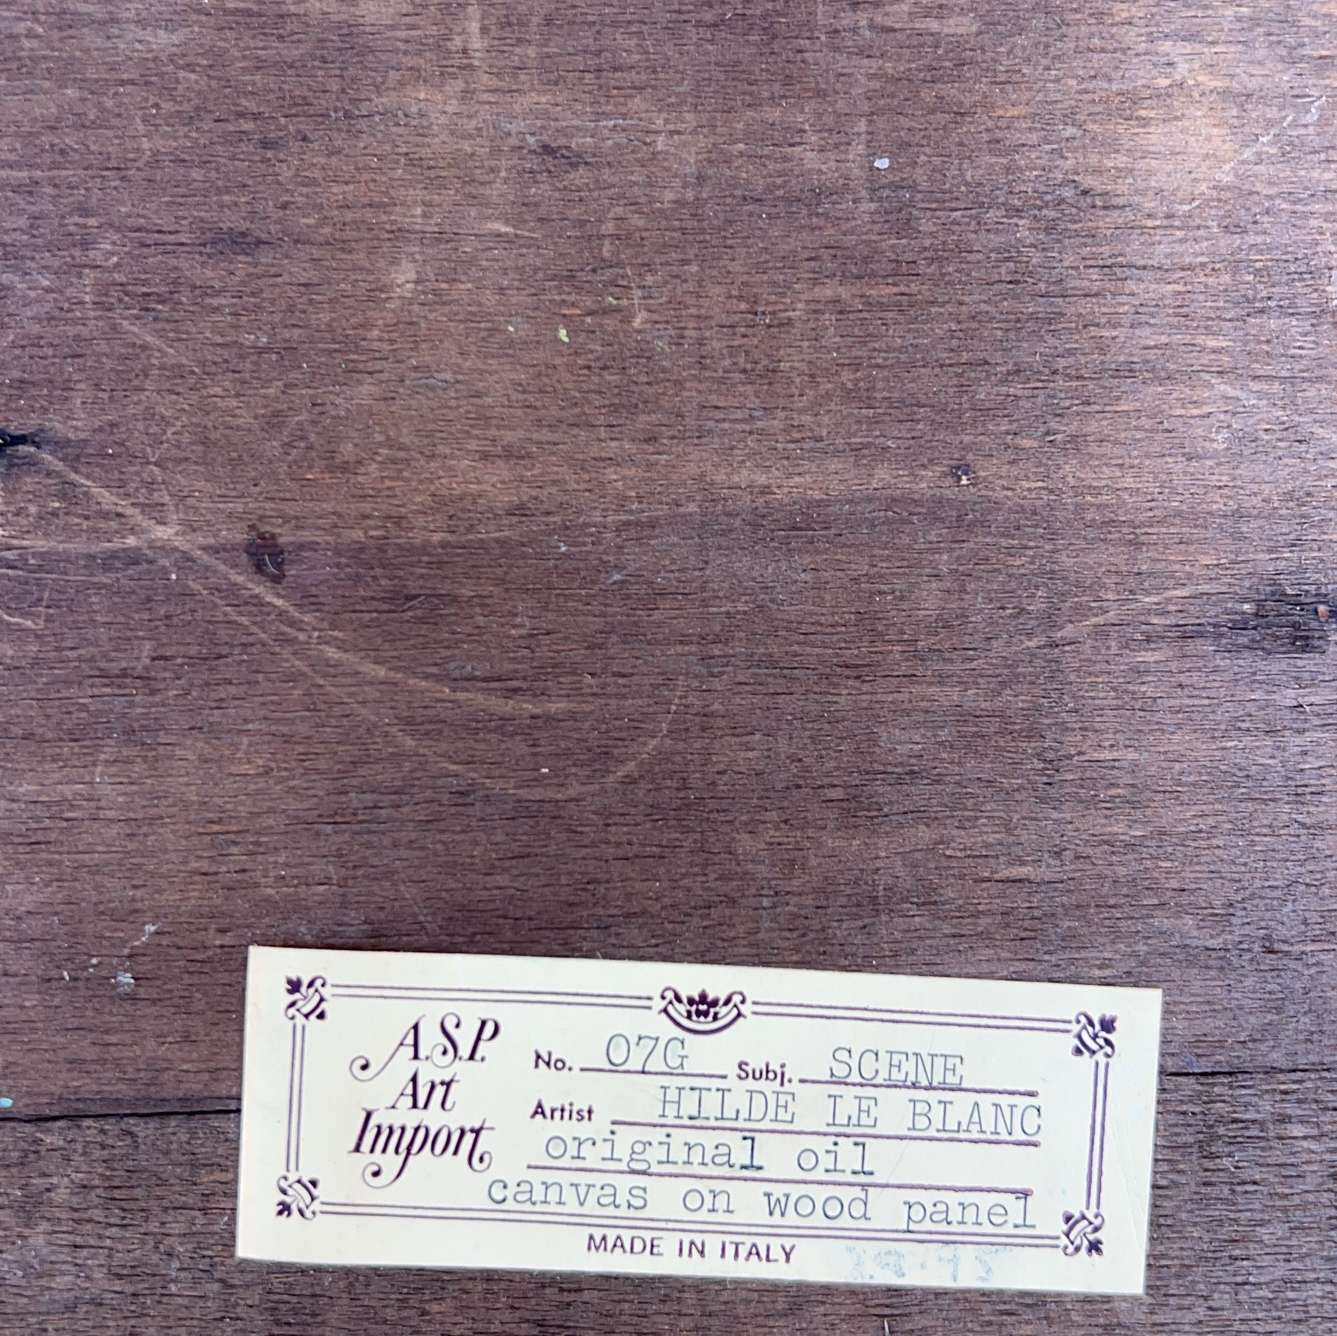 A.S.P.
Art
Import
No. 07G Subj. SCENE
Artist HILDE LE BLANC
original oil
canvas on wood panel
MADE IN ITALY